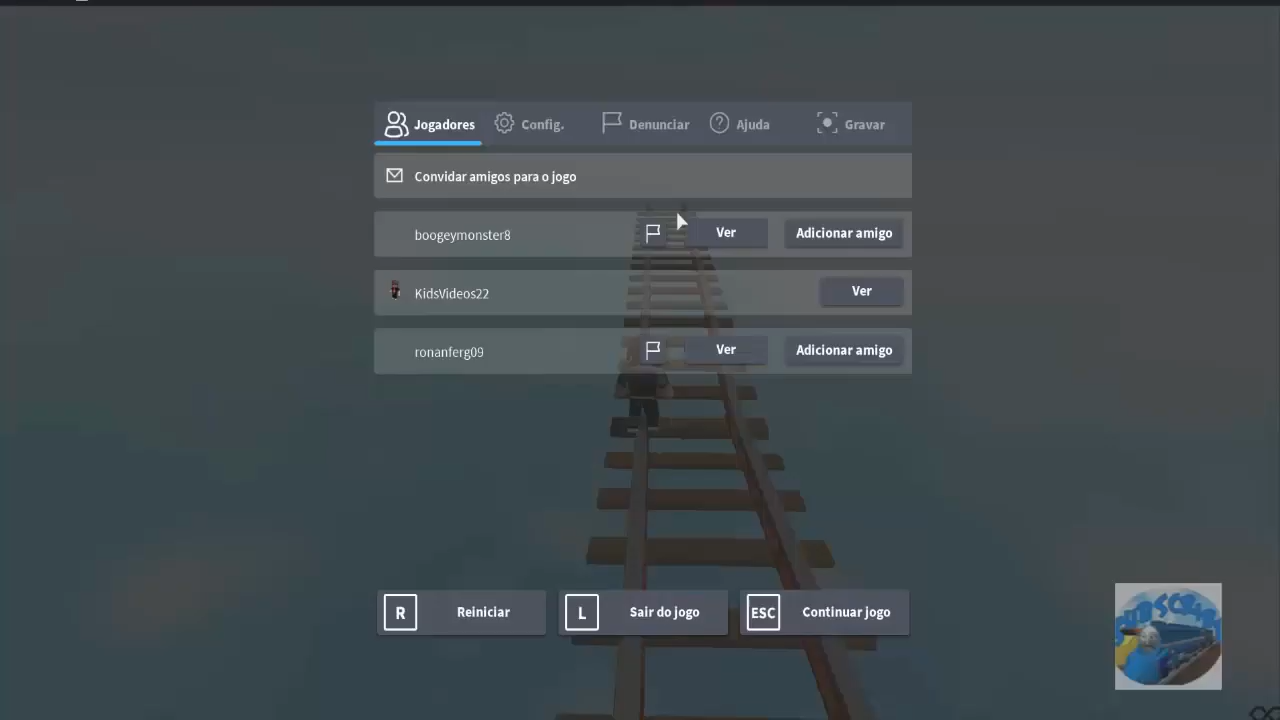 Jogadores Config. Denunciar Ajuda Gravar
Convidar amigos para o jogo
boogeymonster8 Ver Adicionar amigo
KidsVideos22 Ver
ronanferg09 Ver Adicionar amigo
R Reiniciar L Sair do jogo ESC Continuar jogo